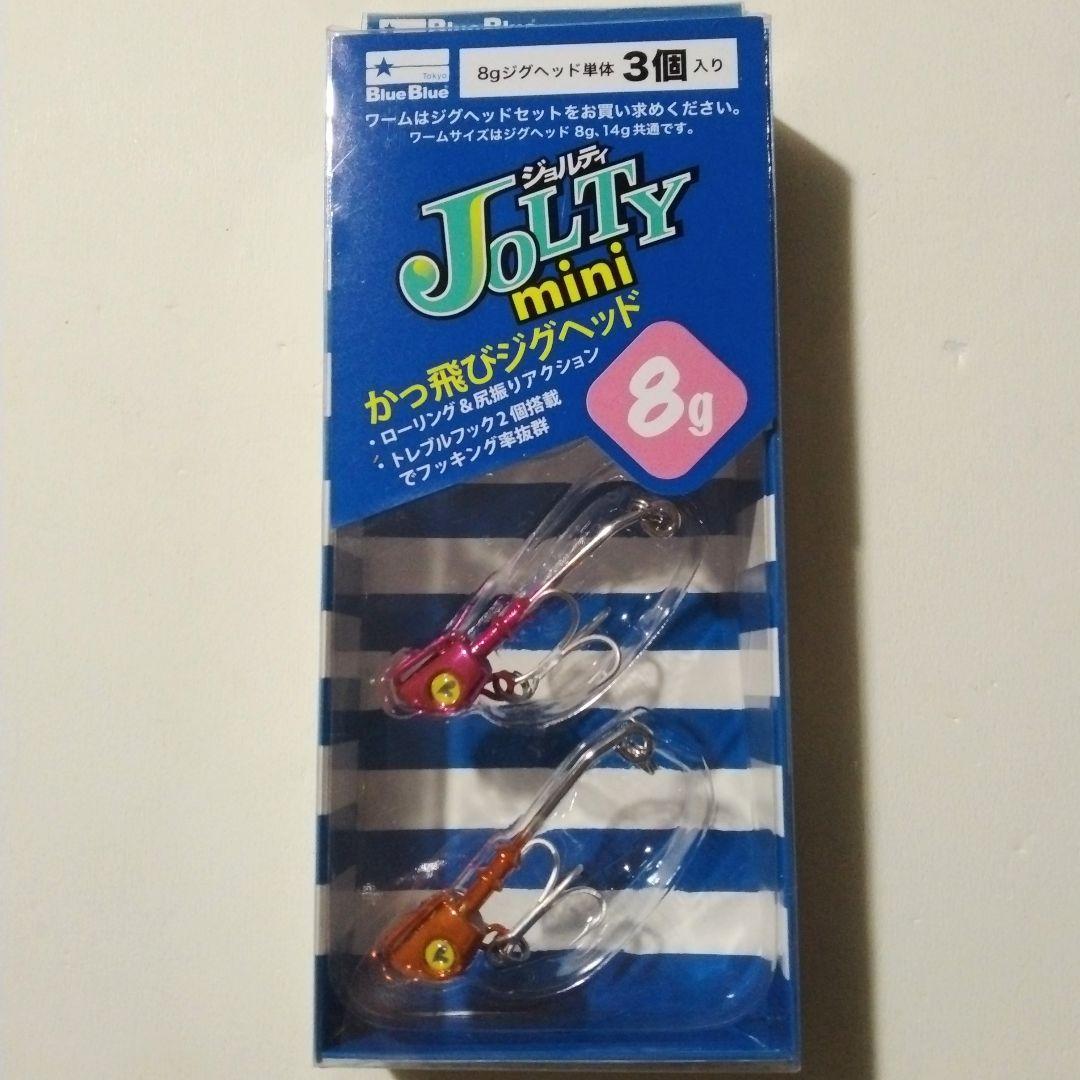 BlueBlue
Tokyo
BlueBlue
8gジグヘッド単体 3個 入り
ワームはジグヘッドセットをお買い求めください。
ワームサイズはジグヘッド 8g、14g共通です。
ジョルティ
JOLTY
mini
かっ飛びジグヘッド
・ローリング&尻振りアクション
・トレブルフック2個搭載
でフッキング率抜群
8g